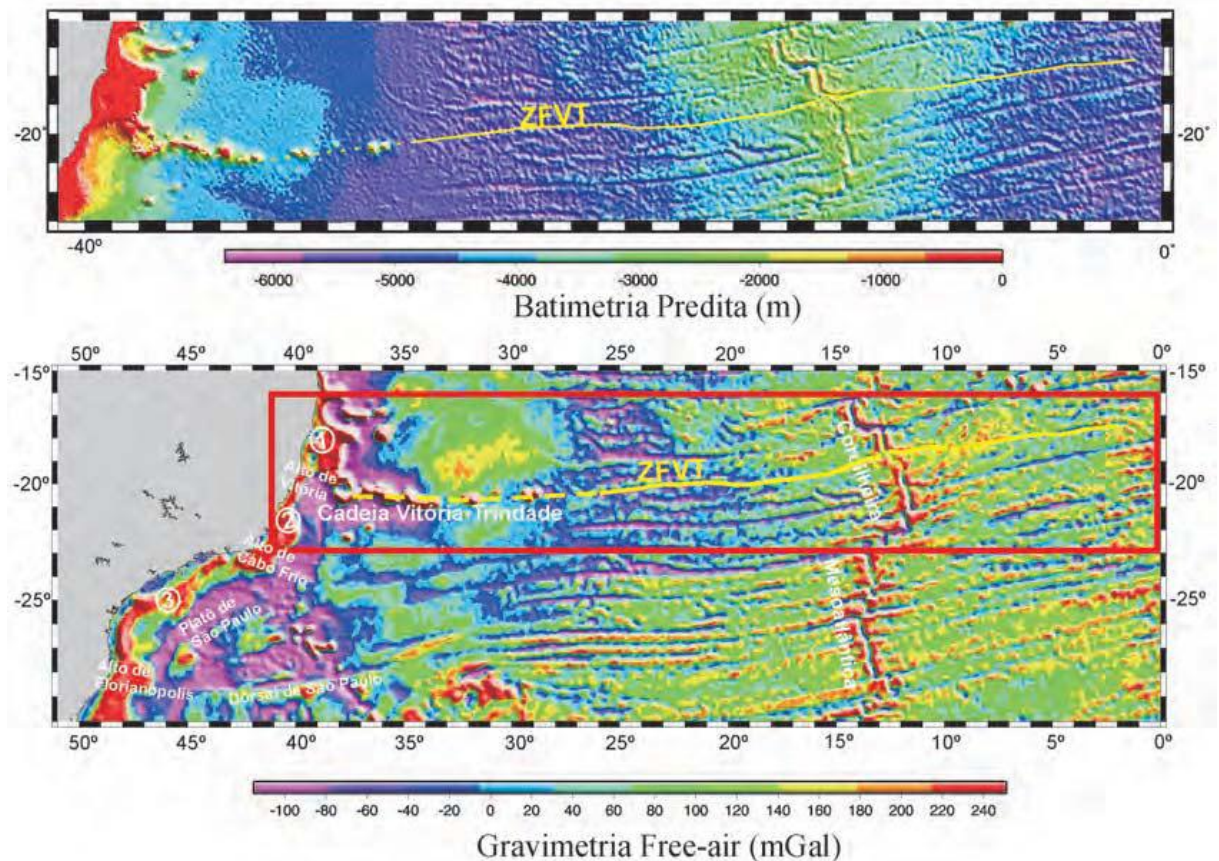 ZFVT
-20°
-20°
-40°
0°
-6000 -5000 -4000 -3000 -2000 -1000 0
Batimetria Predita (m)
50° 45° 40° 35° 30° 25° 20° 15° 10° 5° 0°
-15°
-15°
1
Alto de
Vitória
ZFVT
Cordilheira
-20°
-20°
Cadeia Vitória-Trindade
2
Alto de
Cabo Frio
3
-25°
-25°
Platô de
São Paulo
Mesoatlântica
Alto de
Florianópolis
Dorsal de São Paulo
50° 45° 40° 35° 30° 25° 20° 15° 10° 5° 0°
-100 -80 -60 -40 -20 0 20 40 60 80 100 120 140 160 180 200 220 240
Gravimetria Free-air (mGal)